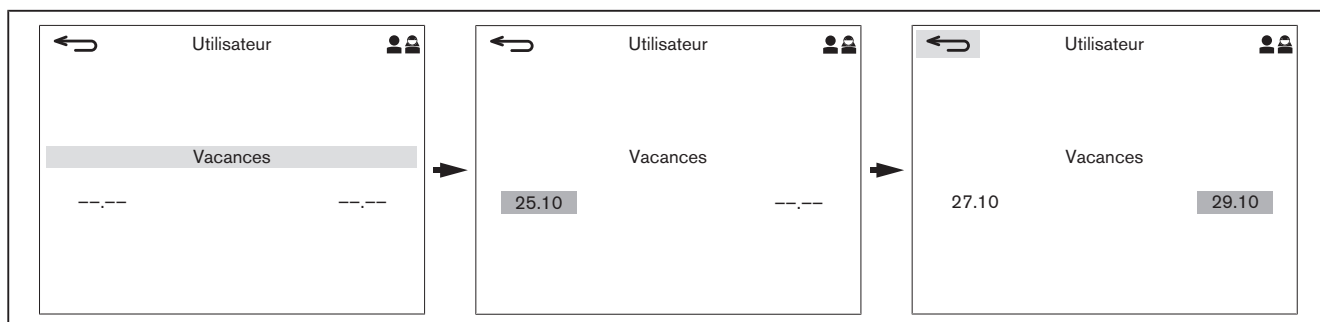 Utilisateur
Vacances
––.–– ––.––
Utilisateur
Vacances
25.10 ––.––
Utilisateur
Vacances
27.10 29.10